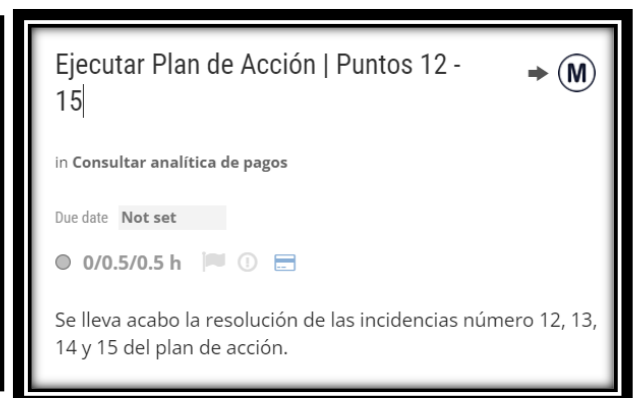 Ejecutar Plan de Acción | Puntos 12 -
15
M
in Consultar analítica de pagos
Due date Not set
0/0.5/0.5 h
Se lleva acabo la resolución de las incidencias número 12, 13,
14 y 15 del plan de acción.